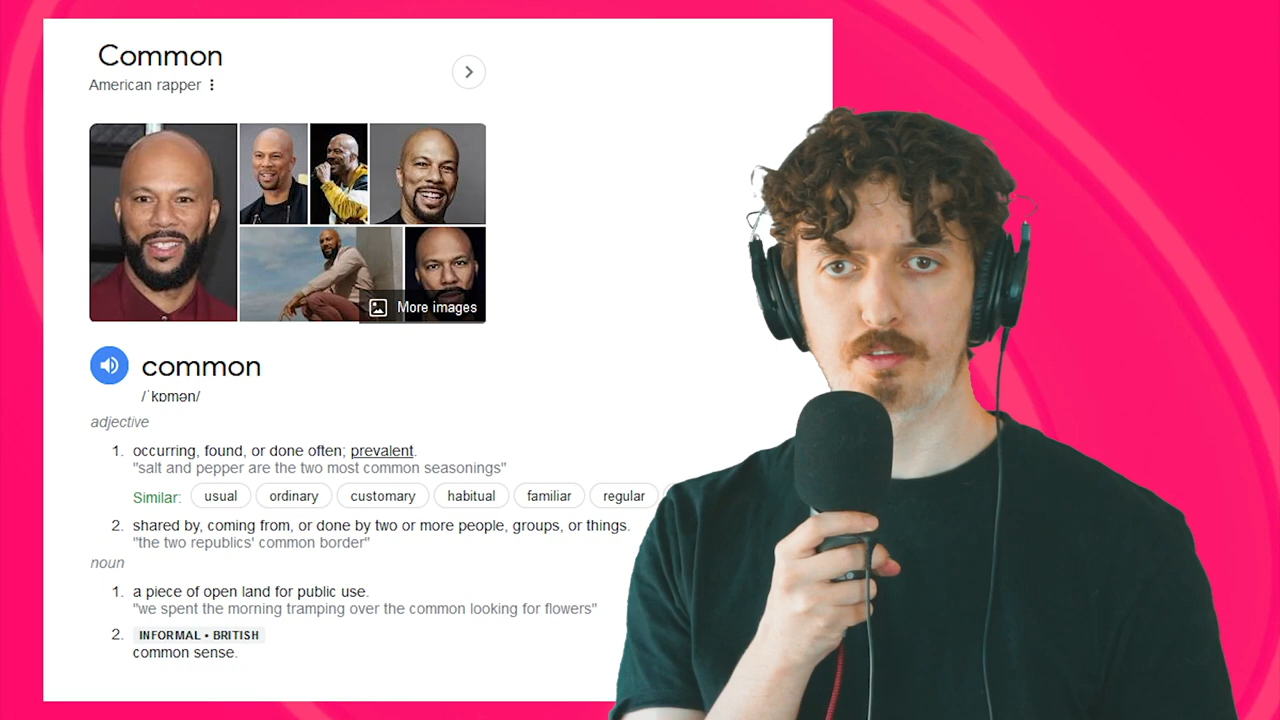 Common
American rapper
More images
common
/ˈkɒmən/
adjective
1. occurring, found, or done often; prevalent.
"salt and pepper are the two most common seasonings"
Similar: usual ordinary customary habitual familiar regular
2. shared by, coming from, or done by two or more people, groups, or things.
"the two republics' common border"
noun
1. a piece of open land for public use.
"we spent the morning tramping over the common looking for flowers"
2. INFORMAL • BRITISH
common sense.